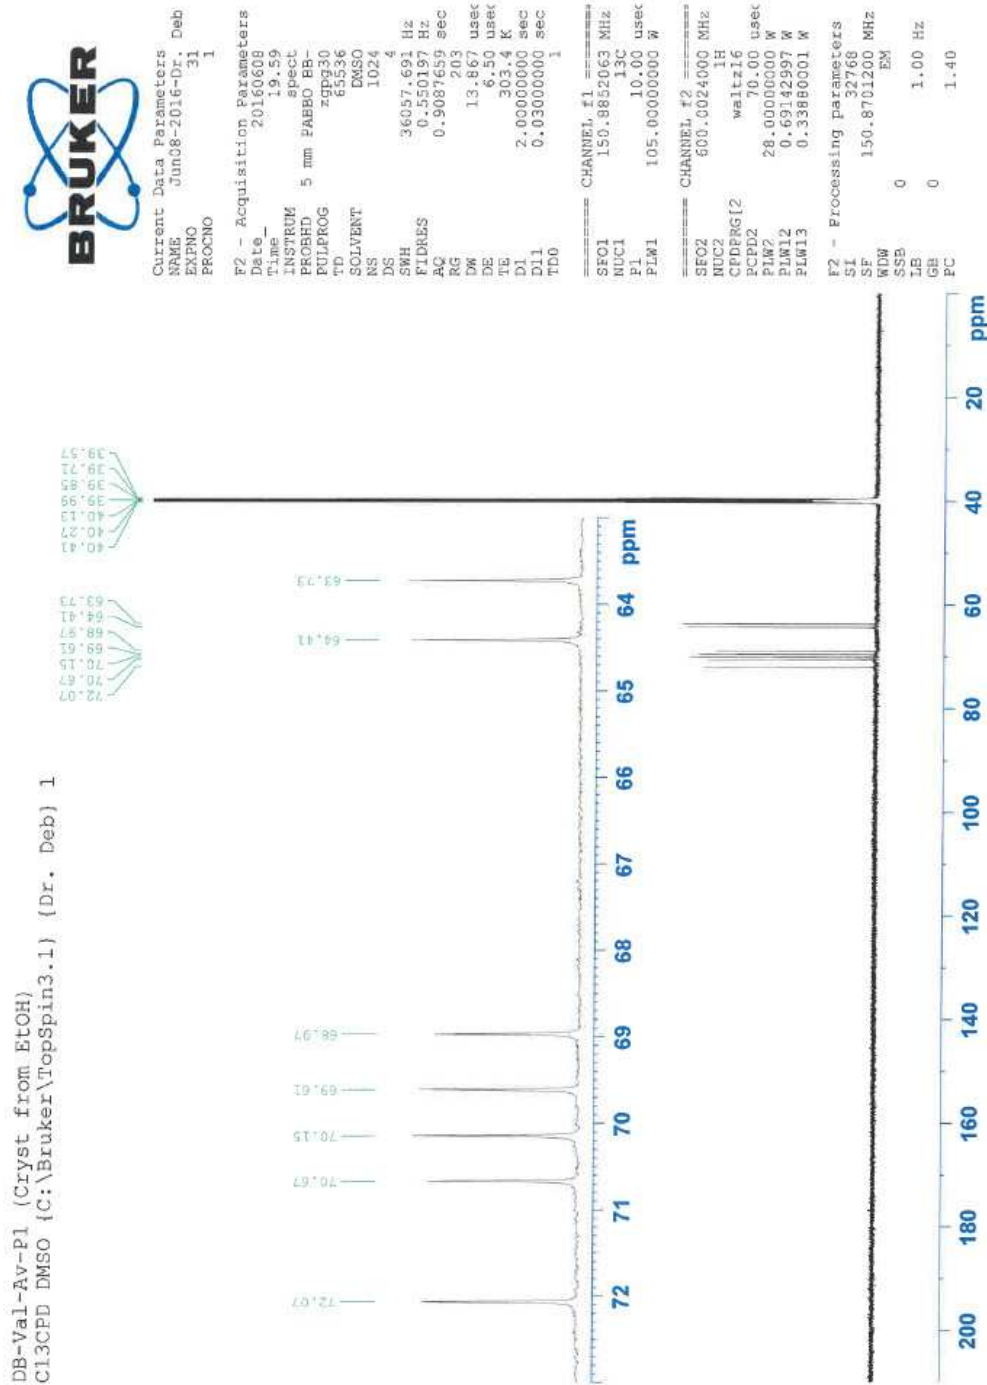 DB-Val-Av-P1 (Cryst from EtOH)
C13CPD DMSO {C:\Bruker\TopSpin3.1} {Dr. Deb} 1
BRUKER
72.07
70.67
70.15
69.61
68.97
64.41
63.73
40.41
40.27
40.13
39.99
39.85
39.71
39.57
72.07
70.67
70.15
69.61
68.97
64.41
63.73
72 71 70 69 68 67 66 65 64 ppm
200 180 160 140 120 100 80 60 40 20 ppm
Current Data Parameters
NAME Jun08-2016-Dr. Deb
EXPNO 31
PROCNO 1
F2 - Acquisition Parameters
Date_ 20160608
Time 19.59
INSTRUM spect
PROBHD 5 mm PABBO BB-
PULPROG zgpg30
TD 65536
SOLVENT DMSO
NS 1024
DS 4
SWH 36057.691 Hz
FIDRES 0.550197 Hz
AQ 0.9087659 sec
RG 203
DW 13.867 usec
DE 6.50 usec
TE 303.4 K
D1 2.00000000 sec
D11 0.03000000 sec
TD0 1
======== CHANNEL f1 ========
SFO1 150.8852063 MHz
NUC1 13C
P1 10.00 usec
PLW1 105.00000000 W
======== CHANNEL f2 ========
SFO2 600.0024000 MHz
NUC2 1H
CPDPRG[2 waltz16
PCPD2 70.00 usec
PLW2 28.00000000 W
PLW12 0.69142997 W
PLW13 0.33880001 W
F2 - Processing parameters
SI 32768
SF 150.8701200 MHz
WDW EM
SSB 0
LB 1.00 Hz
GB 0
PC 1.40